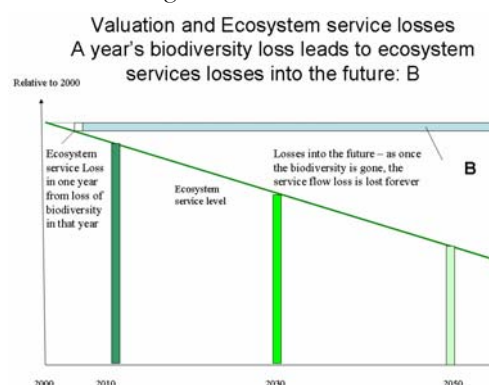 Valuation and Ecosystem service losses
A year's biodiversity loss leads to ecosystem
services losses into the future: B
Relative to 2000
Ecosystem
service Loss
in one year
from loss of
biodiversity
in that year
Ecosystem
service level
Losses into the future – as once
the biodiversity is gone, the
service flow loss is lost forever
B
2000
2010
2030
2050